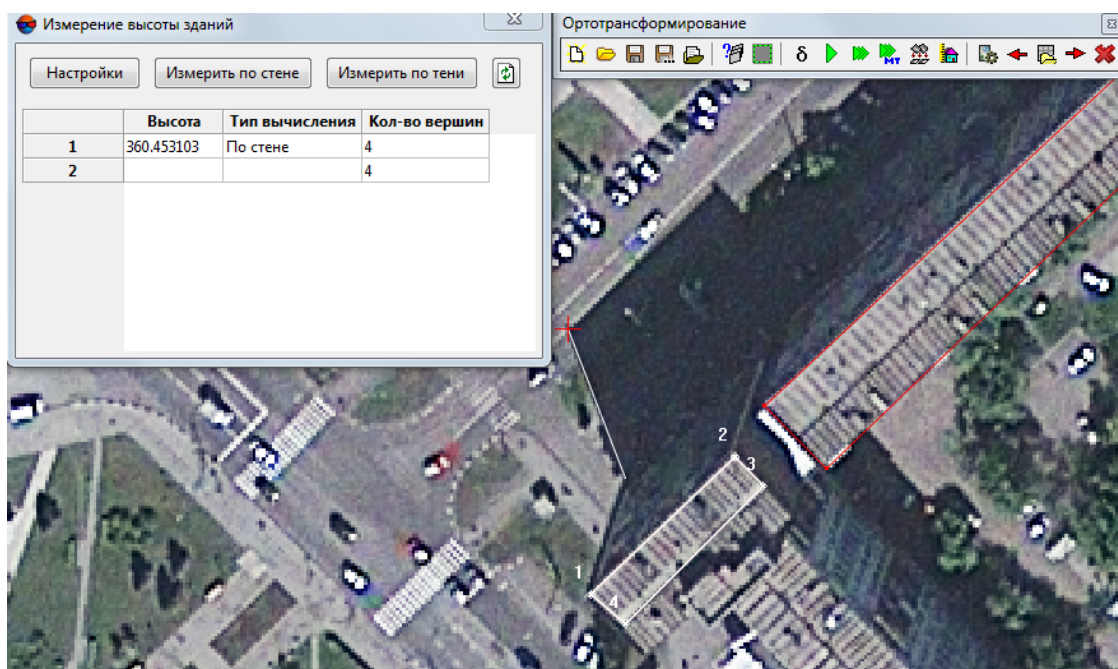 Измерение высоты зданий
Настройки Измерить по стене Измерить по тени
Высота Тип вычисления Кол-во вершин
1 360.453103 По стене 4
2 4
Ортотрансформирование
δ MT
2
3
1
4